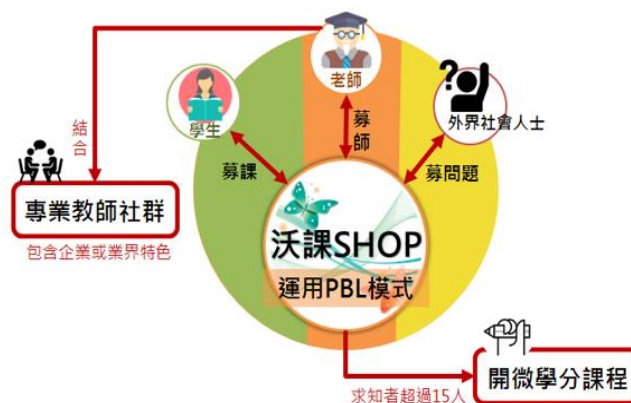 老師
學生
外界社會人士
結合
募課
募師
募問題
專業教師社群
包含企業或業界特色
沃課SHOP
運用PBL模式
求知者超過15人
開微學分課程